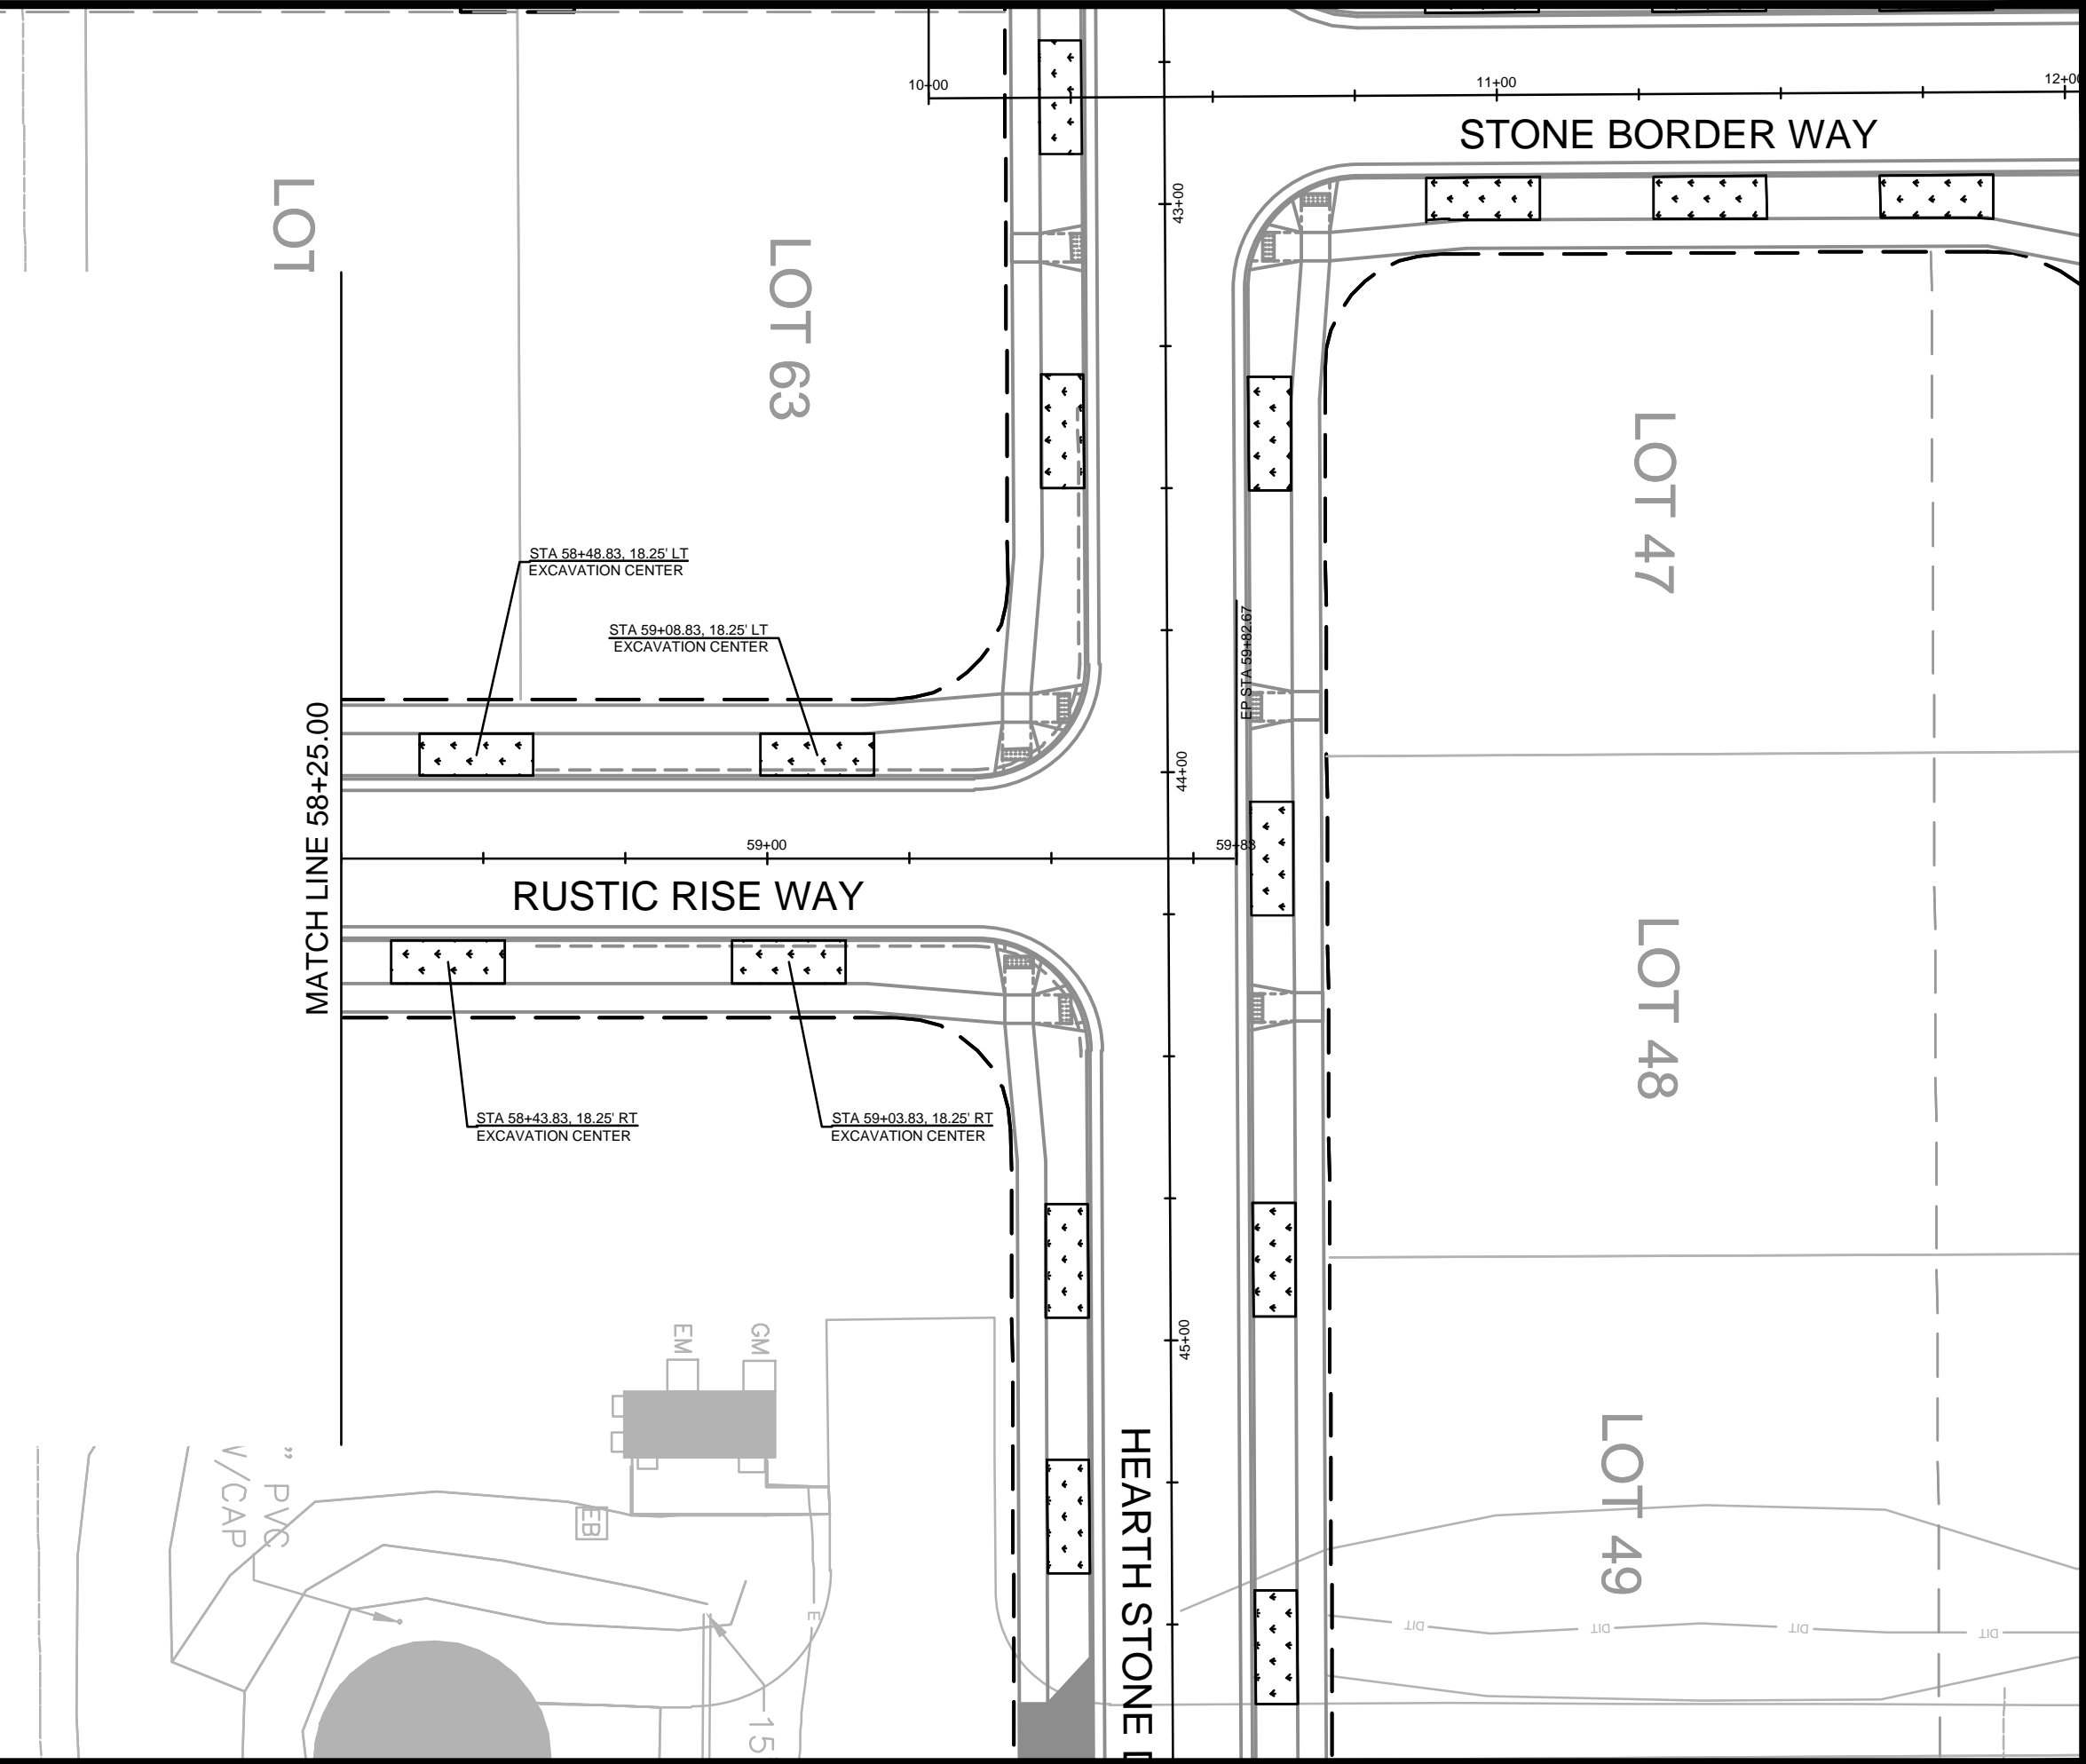 10+00
11+00
12+00
STONE BORDER WAY
LOT
LOT 63
43+00
LOT 47
STA 58+48.83, 18.25' LT
EXCAVATION CENTER
STA 59+08.83, 18.25' LT
EXCAVATION CENTER
EP STA 59+82.67
MATCH LINE 58+25.00
44+00
59+00
59+83
RUSTIC RISE WAY
LOT 48
STA 58+43.83, 18.25' RT
EXCAVATION CENTER
STA 59+03.83, 18.25' RT
EXCAVATION CENTER
EM
GM
45+00
HEARTH STONE
LOT 49
" PVC
W/CAP
EB
E
DIT
DIT
DIT
DIT
15